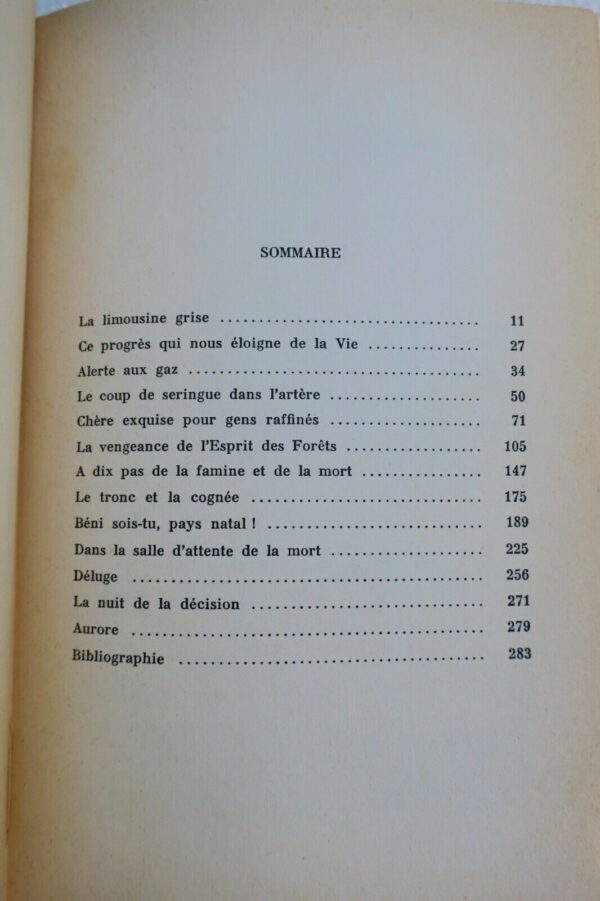 SOMMAIRE
La limousine grise ................................. 11
Ce progrès qui nous éloigne de la Vie ............... 27
Alerte aux gaz ..................................... 34
Le coup de seringue dans l'artère .................... 50
Chère exquise pour gens raffinés ..................... 71
La vengeance de l'Esprit des Forêts .................. 105
A dix pas de la famine et de la mort ................ 147
Le tronc et la cognée .............................. 175
Béni sois-tu, pays natal ! ............................ 189
Dans la salle d'attente de la mort .................... 225
Déluge ............................................ 256
La nuit de la décision .............................. 271
Aurore ............................................ 279
Bibliographie ....................................... 283